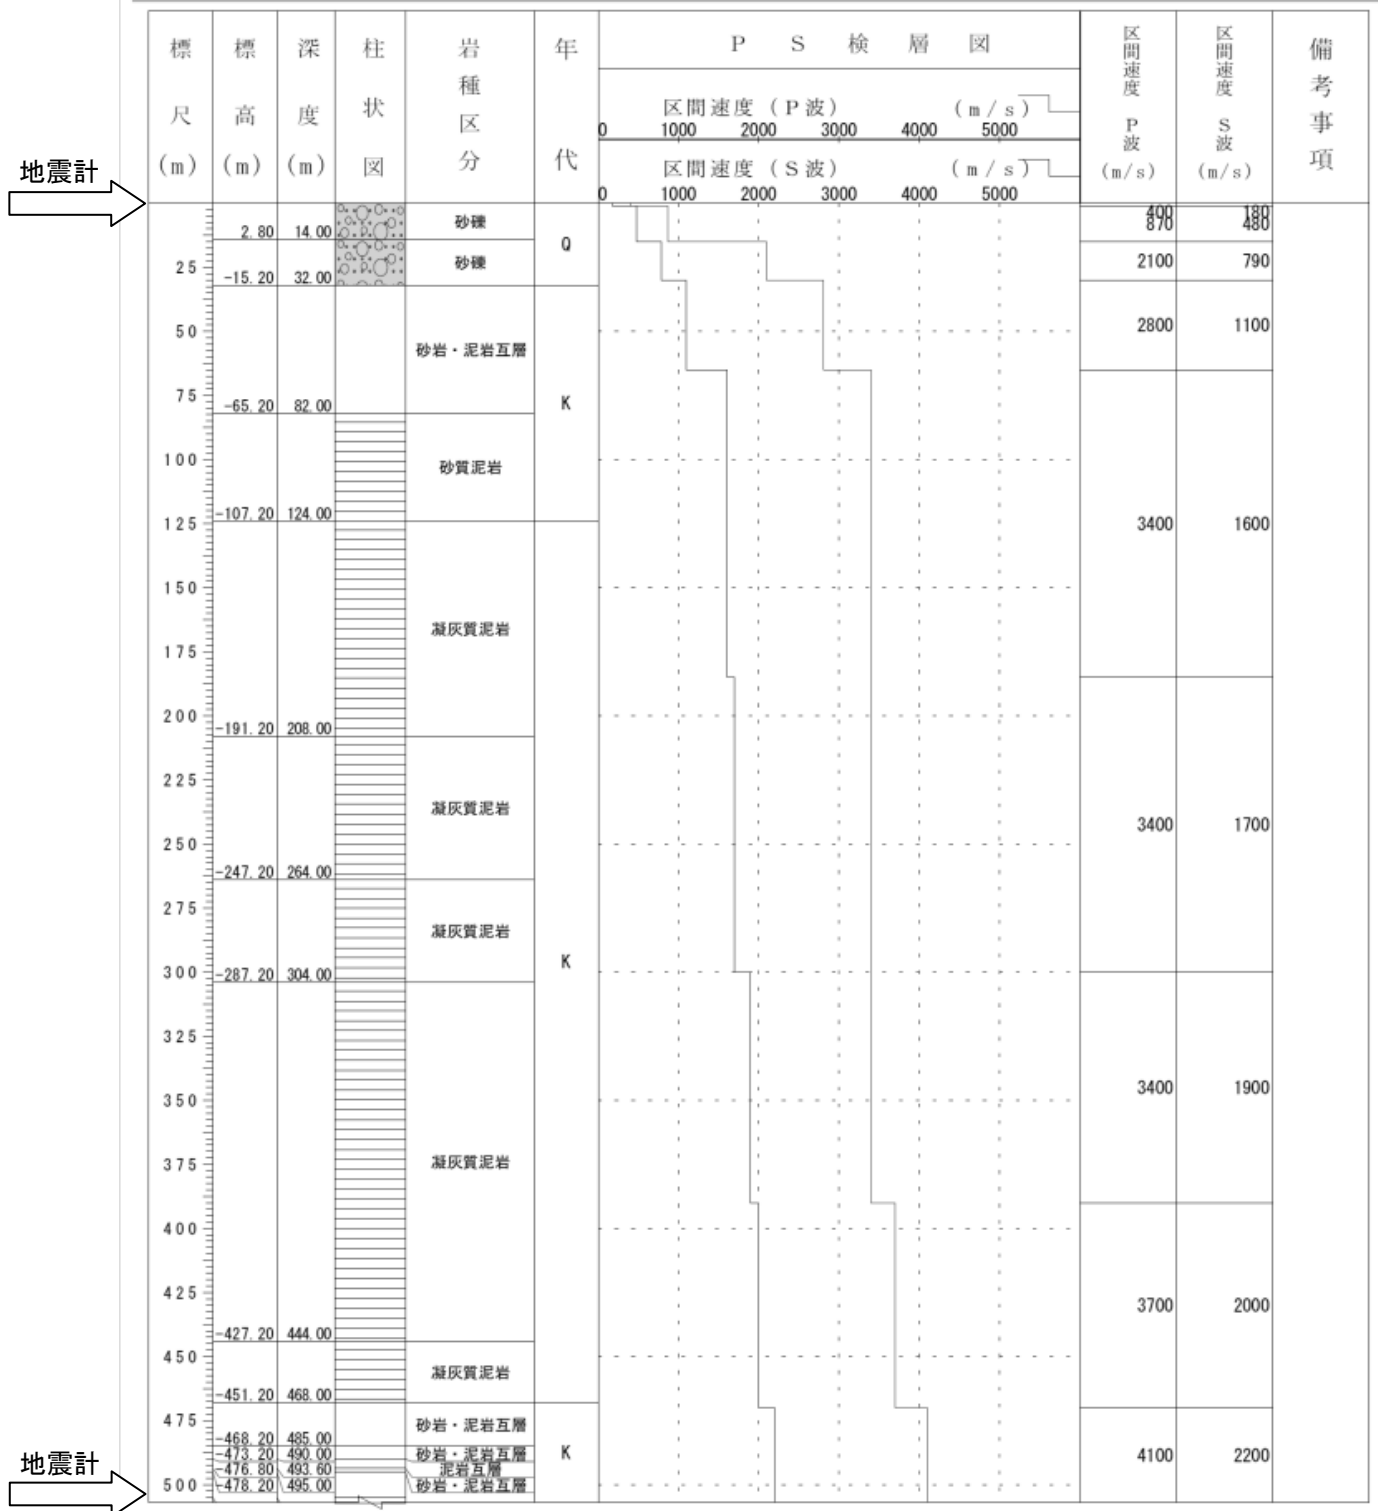 標尺(m)
標高(m)
深度(m)
柱状図
岩種区分
年代
PS検層図
区間速度(P波) (m/s)
0 1000 2000 3000 4000 5000
区間速度(S波) (m/s)
0 1000 2000 3000 4000 5000
区間速度 P波 (m/s)
区間速度 S波 (m/s)
備考事項
地震計
400 180
砂礫
870 480
2.80 14.00
Q
砂礫
2100 790
25
-15.20 32.00
2800 1100
50
砂岩・泥岩互層
75
-65.20 82.00
K
100
砂質泥岩
-107.20 124.00
125
3400 1600
150
凝灰質泥岩
175
200
-191.20 208.00
225
凝灰質泥岩
3400 1700
250
-247.20 264.00
275
凝灰質泥岩
K
300
-287.20 304.00
325
3400 1900
350
凝灰質泥岩
375
400
425
3700 2000
-427.20 444.00
450
凝灰質泥岩
-451.20 468.00
475
砂岩・泥岩互層
-468.20 485.00
K
4100 2200
-473.20 490.00
砂岩・泥岩互層
地震計
-476.80 493.60
泥岩互層
500
-478.20 495.00
砂岩・泥岩互層